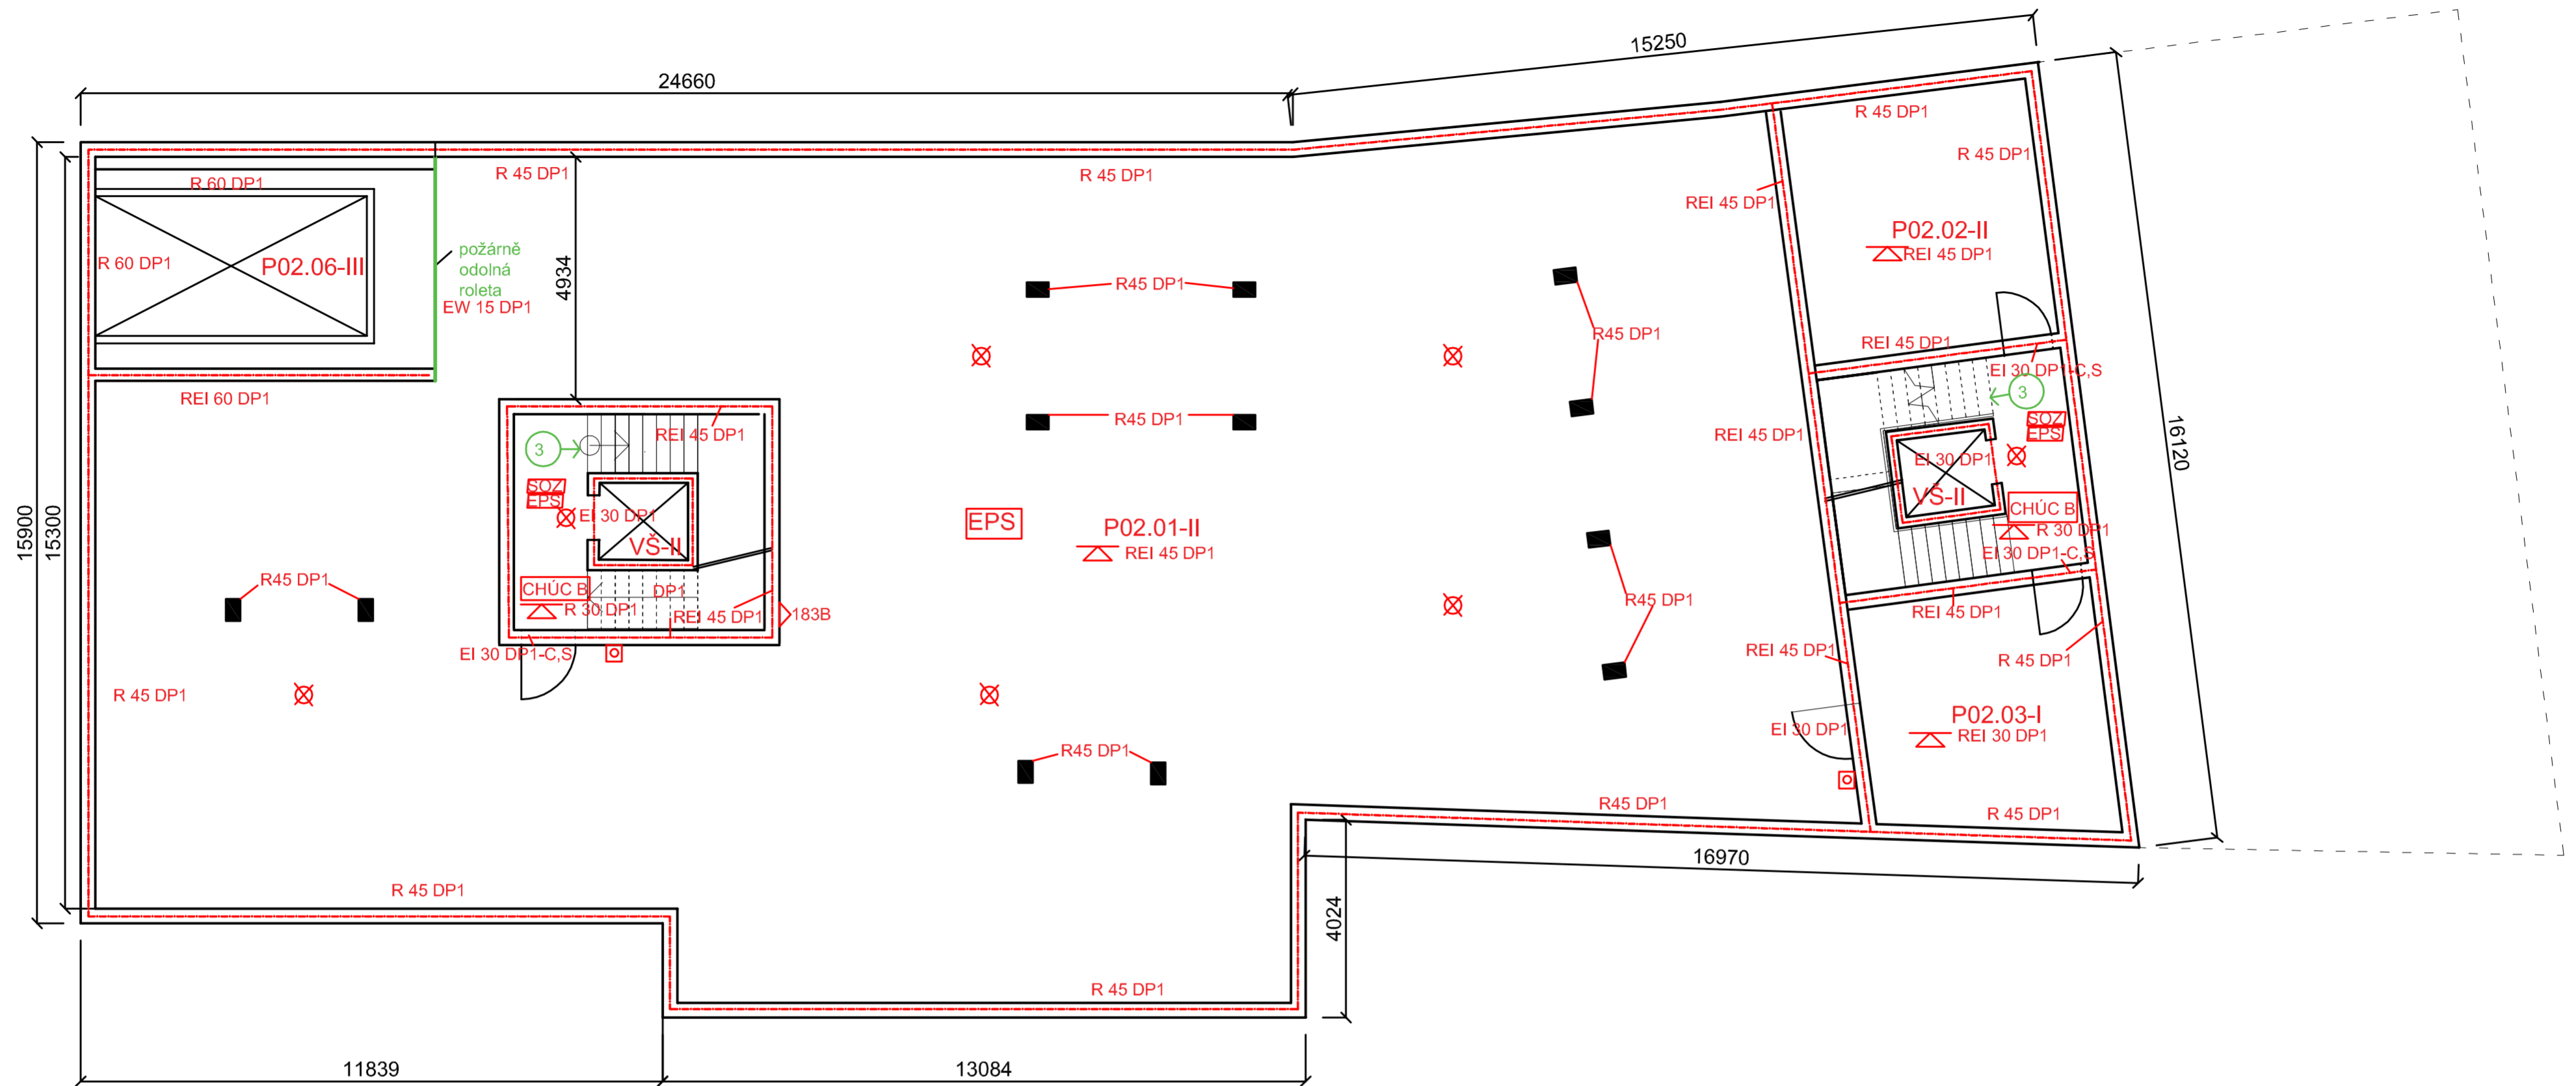 15250
24660
R 45 DP1
R 45 DP1
R 45 DP1
R 45 DP1
R 60 DP1
REI 45 DP1
P02.02-II
REI 45 DP1
požárně
odolná
roleta
EW 15 DP1
R 60 DP1
P02.06-III
4934
R45 DP1
R45 DP1
REI 45 DP1
EI 30 DP1-C,S
3
REI 60 DP1
R45 DP1
SOZ
EPS
REI 45 DP1
REI 45 DP1
16120
3
EI 30 DP1
VŠ-II
SOZ
EPS
EI 30 DP1
VŠ-II
CHÚC B
R 30 DP1
EI 30 DP1-C,S
15900
15300
EPS
P02.01-II
REI 45 DP1
R45 DP1
CHÚC B
R 30 DP1
DP1
REI 45 DP1
183B
R45 DP1
REI 45 DP1
EI 30 DP1-C,S
REI 45 DP1
R 45 DP1
R 45 DP1
P02.03-I
REI 30 DP1
EI 30 DP1
R45 DP1
R45 DP1
R 45 DP1
16970
R 45 DP1
4024
R 45 DP1
11839
13084